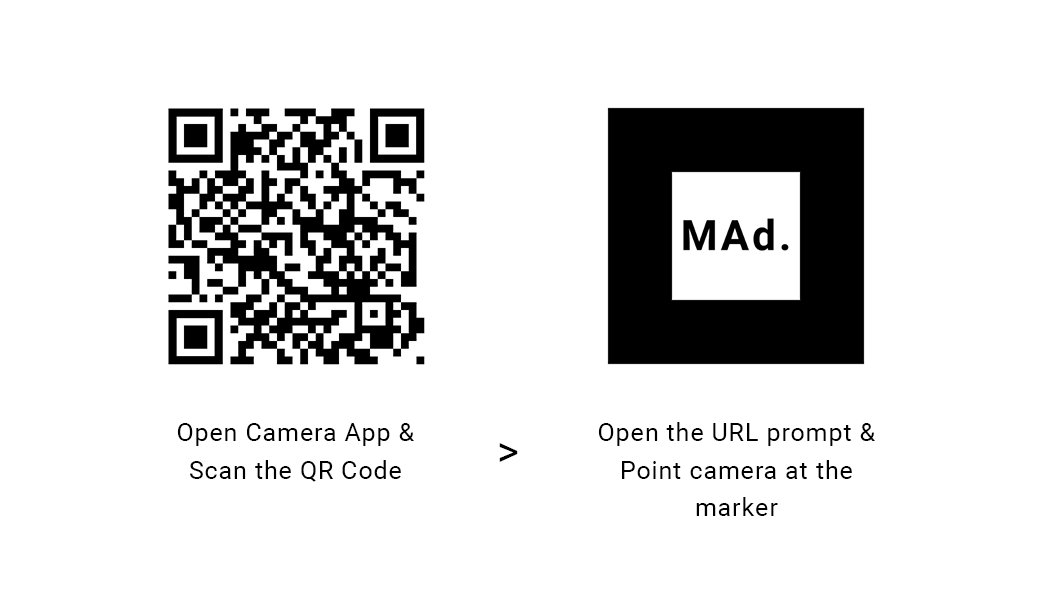 MAd.
Open Camera App &
Scan the QR Code
>
Open the URL prompt &
Point camera at the
marker